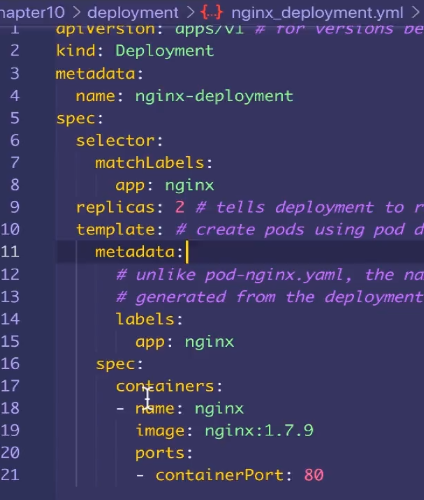 hapter10 > deployment > {··} nginx_deployment.yml >
1 apiVersion: apps/v1 # for versions be
2 kind: Deployment
3 metadata:
4 name: nginx-deployment
5 spec:
6 selector:
7 matchLabels:
8 app: nginx
9 replicas: 2 # tells deployment to r
10 template: # create pods using pod d
11 metadata:
12 # unlike pod-nginx.yaml, the na
13 # generated from the deployment
14 labels:
15 app: nginx
16 spec:
17 containers:
18 - name: nginx
19 image: nginx:1.7.9
20 ports:
21 - containerPort: 80